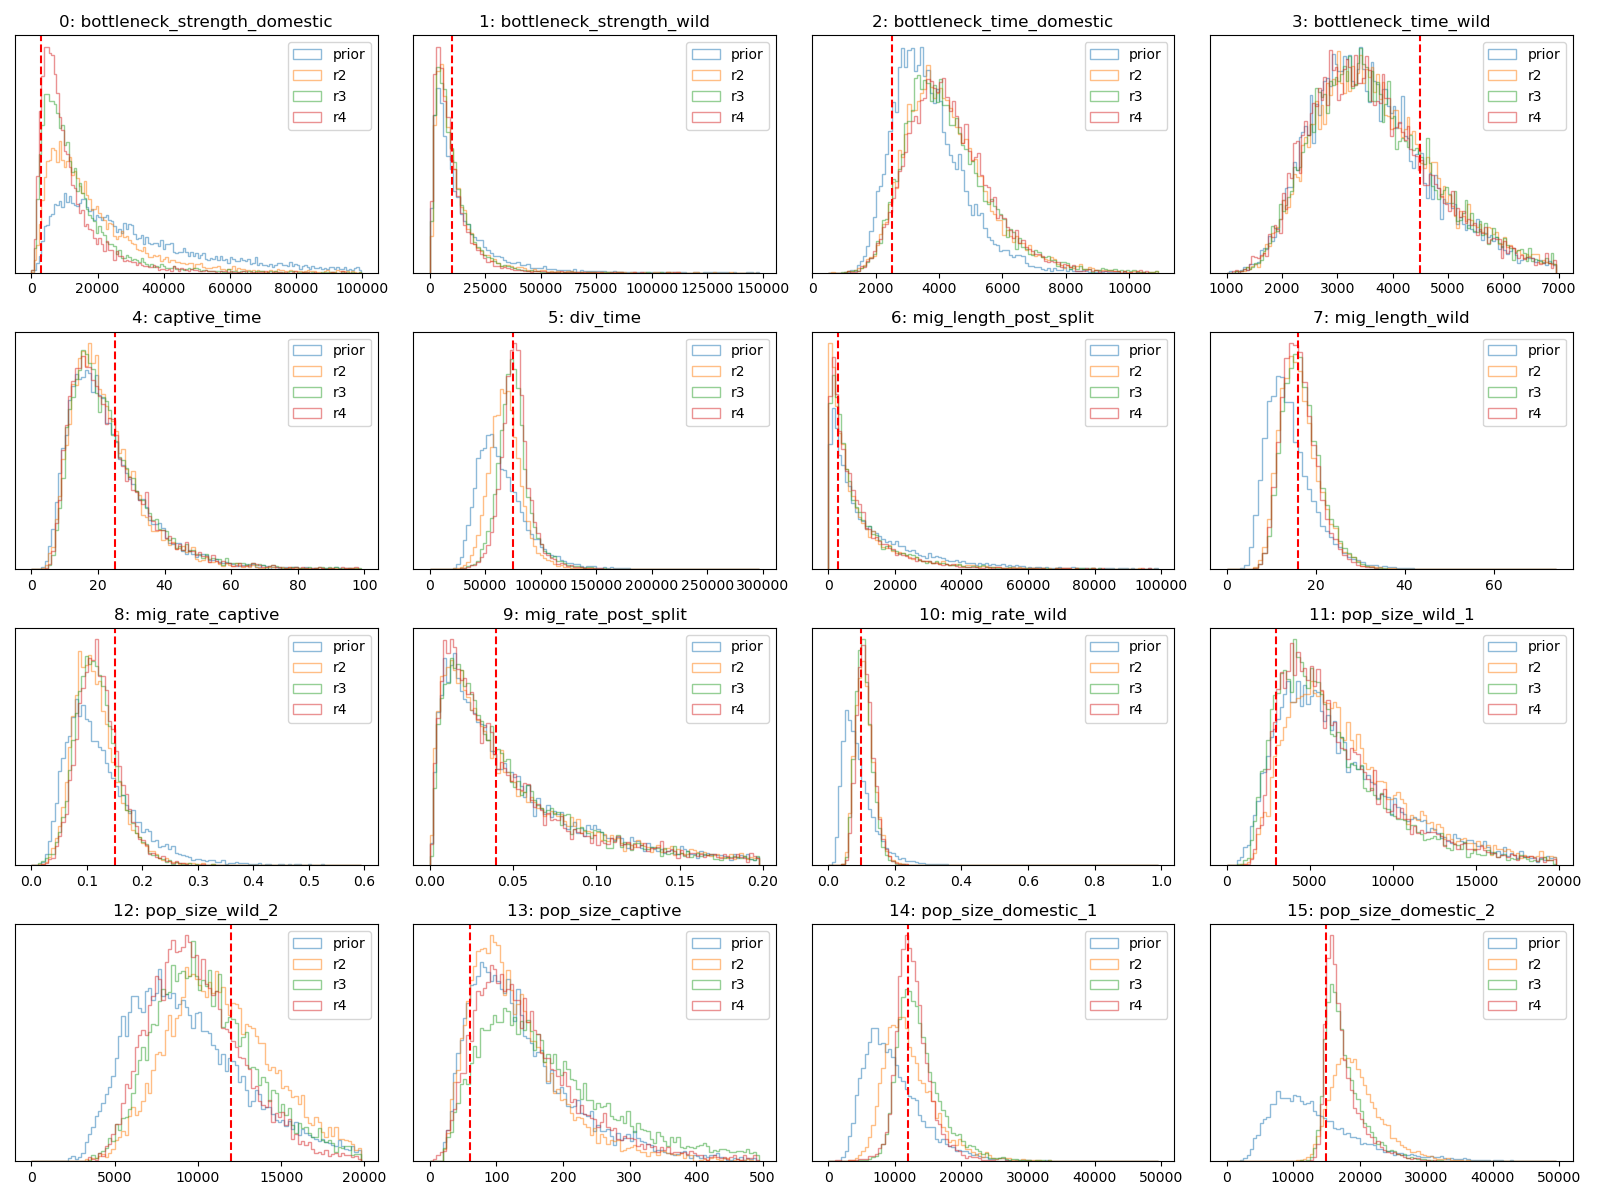 0: bottleneck_strength_domestic
prior
r2
r3
r4
0 20000 40000 60000 80000 100000
1: bottleneck_strength_wild
prior
r2
r3
r4
0 25000 50000 75000 100000 125000 150000
2: bottleneck_time_domestic
prior
r2
r3
r4
0 2000 4000 6000 8000 10000
3: bottleneck_time_wild
prior
r2
r3
r4
1000 2000 3000 4000 5000 6000 7000
4: captive_time
prior
r2
r3
r4
0 20 40 60 80 100
5: div_time
prior
r2
r3
r4
0 50000 100000 150000 200000 250000 300000
6: mig_length_post_split
prior
r2
r3
r4
0 20000 40000 60000 80000 100000
7: mig_length_wild
prior
r2
r3
r4
0 20 40 60
8: mig_rate_captive
prior
r2
r3
r4
0.0 0.1 0.2 0.3 0.4 0.5 0.6
9: mig_rate_post_split
prior
r2
r3
r4
0.00 0.05 0.10 0.15 0.20
10: mig_rate_wild
prior
r2
r3
r4
0.0 0.2 0.4 0.6 0.8 1.0
11: pop_size_wild_1
prior
r2
r3
r4
0 5000 10000 15000 20000
12: pop_size_wild_2
prior
r2
r3
r4
0 5000 10000 15000 20000
13: pop_size_captive
prior
r2
r3
r4
0 100 200 300 400 500
14: pop_size_domestic_1
prior
r2
r3
r4
0 10000 20000 30000 40000 50000
15: pop_size_domestic_2
prior
r2
r3
r4
0 10000 20000 30000 40000 50000